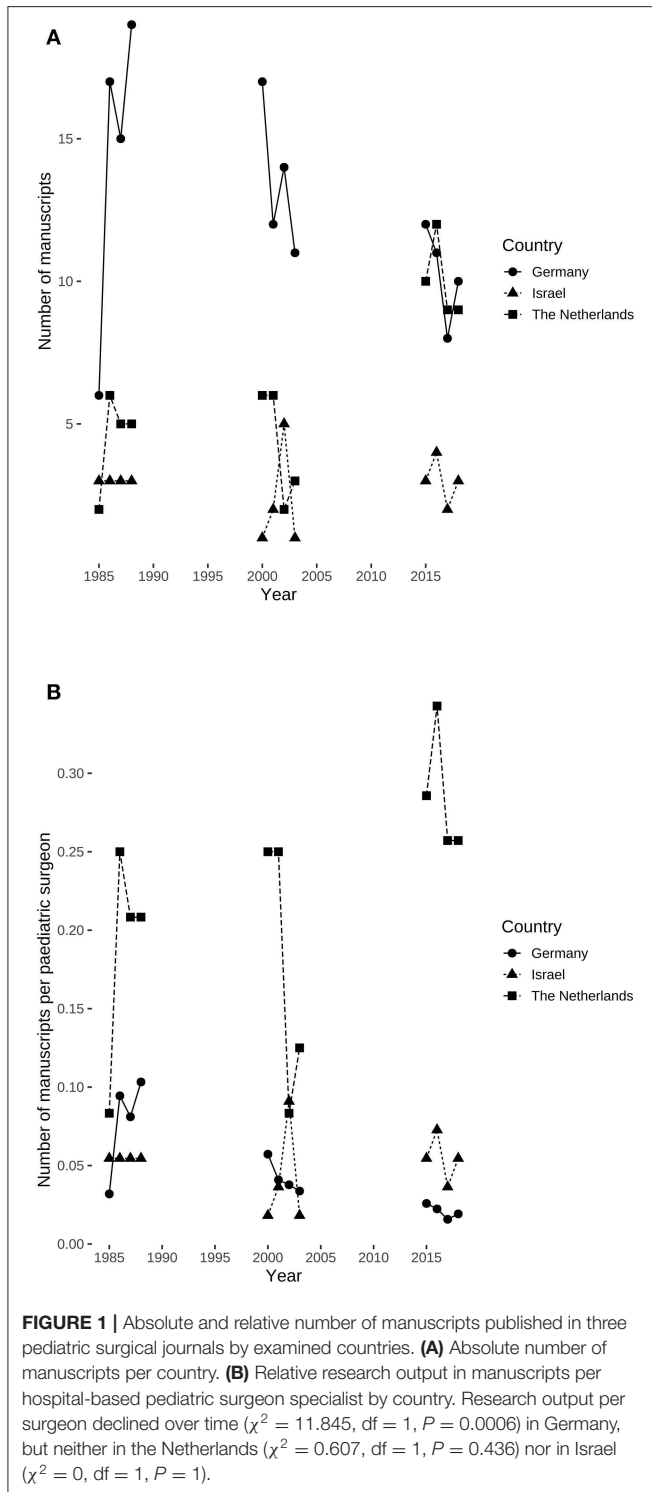 A
15 -
10 -
5 -
Number of manuscripts
1985 1990 1995 2000 2005 2010 2015
Year
Country
Germany
Israel
The Netherlands
B
0.30 -
0.25 -
0.20 -
0.15 -
0.10 -
0.05 -
0.00 -
Number of manuscripts per paediatric surgeon
1985 1990 1995 2000 2005 2010 2015
Year
Country
Germany
Israel
The Netherlands
FIGURE 1 | Absolute and relative number of manuscripts published in three
pediatric surgical journals by examined countries. (A) Absolute number of
manuscripts per country. (B) Relative research output in manuscripts per
hospital-based pediatric surgeon specialist by country. Research output per
surgeon declined over time (χ² = 11.845, df = 1, P = 0.0006) in Germany,
but neither in the Netherlands (χ² = 0.607, df = 1, P = 0.436) nor in Israel
(χ² = 0, df = 1, P = 1).